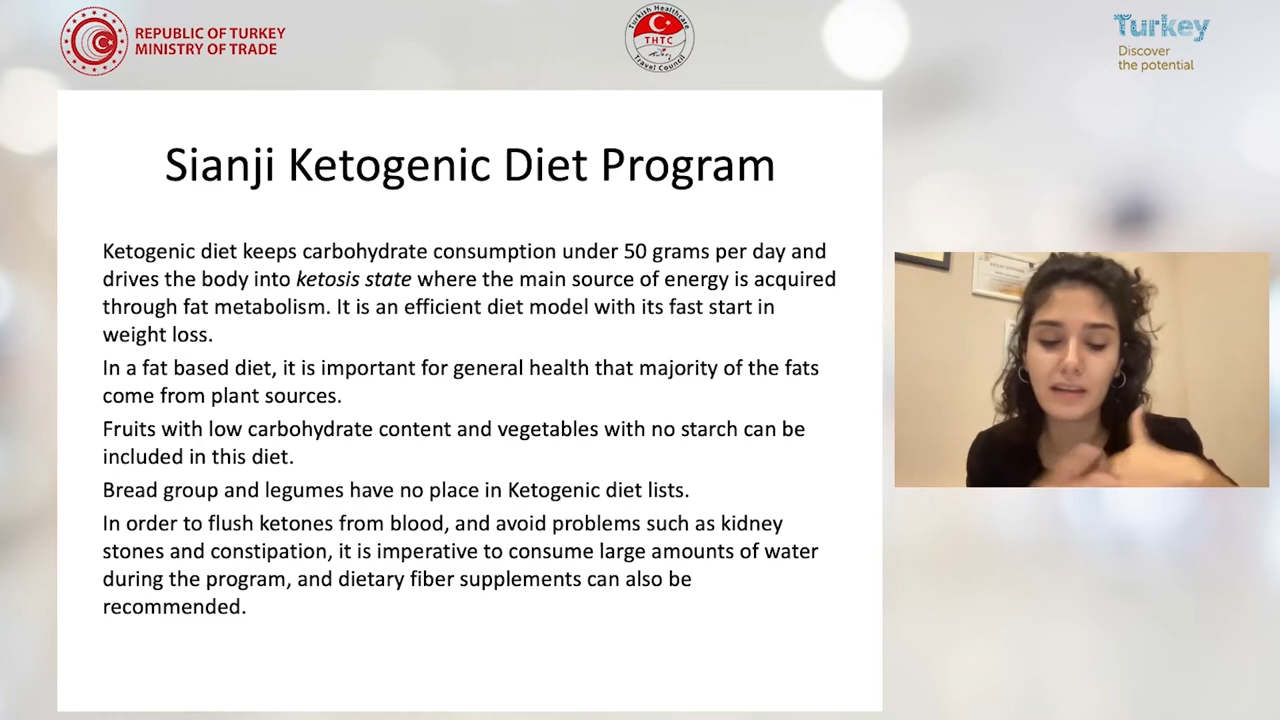 REPUBLIC OF TURKEY
MINISTRY OF TRADE
Turkish Healthcare
THTC
Travel Council
Turkey
Discover
the potential
Sianji Ketogenic Diet Program
Ketogenic diet keeps carbohydrate consumption under 50 grams per day and
drives the body into ketosis state where the main source of energy is acquired
through fat metabolism. It is an efficient diet model with its fast start in
weight loss.
In a fat based diet, it is important for general health that majority of the fats
come from plant sources.
Fruits with low carbohydrate content and vegetables with no starch can be
included in this diet.
Bread group and legumes have no place in Ketogenic diet lists.
In order to flush ketones from blood, and avoid problems such as kidney
stones and constipation, it is imperative to consume large amounts of water
during the program, and dietary fiber supplements can also be
recommended.